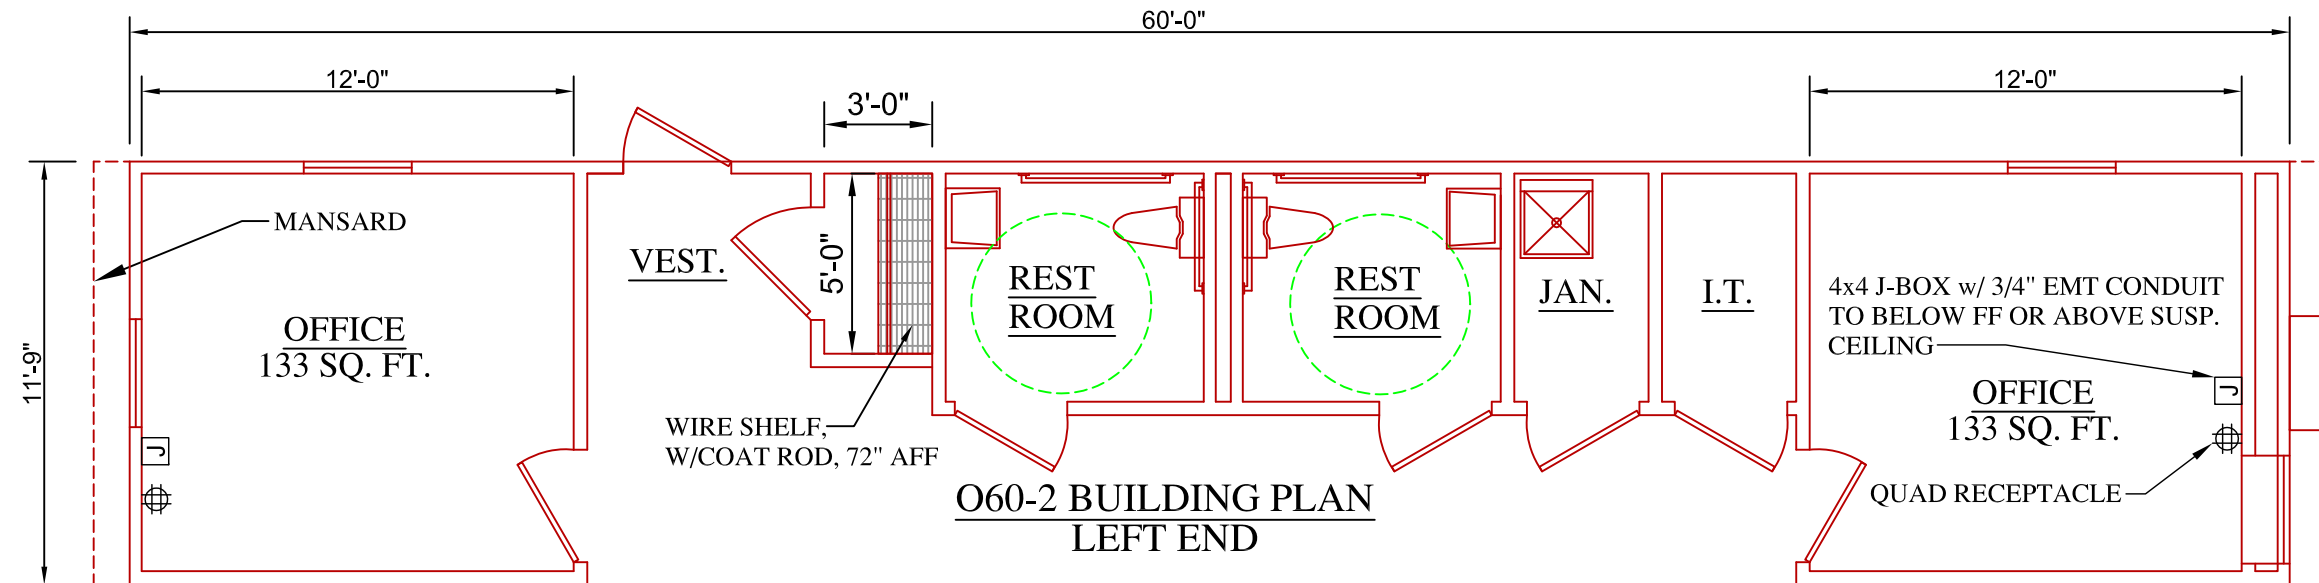 60'-0"
12'-0"
3'-0"
12'-0"
11'-9"
MANSARD
VEST.
5'-0"
OFFICE
133 SQ. FT.
REST
ROOM
REST
ROOM
JAN.
I.T.
4x4 J-BOX w/ 3/4" EMT CONDUIT
TO BELOW FF OR ABOVE SUSP.
CEILING
J
OFFICE
133 SQ. FT.
WIRE SHELF,
W/COAT ROD, 72" AFF
J
QUAD RECEPTACLE
O60-2 BUILDING PLAN
LEFT END